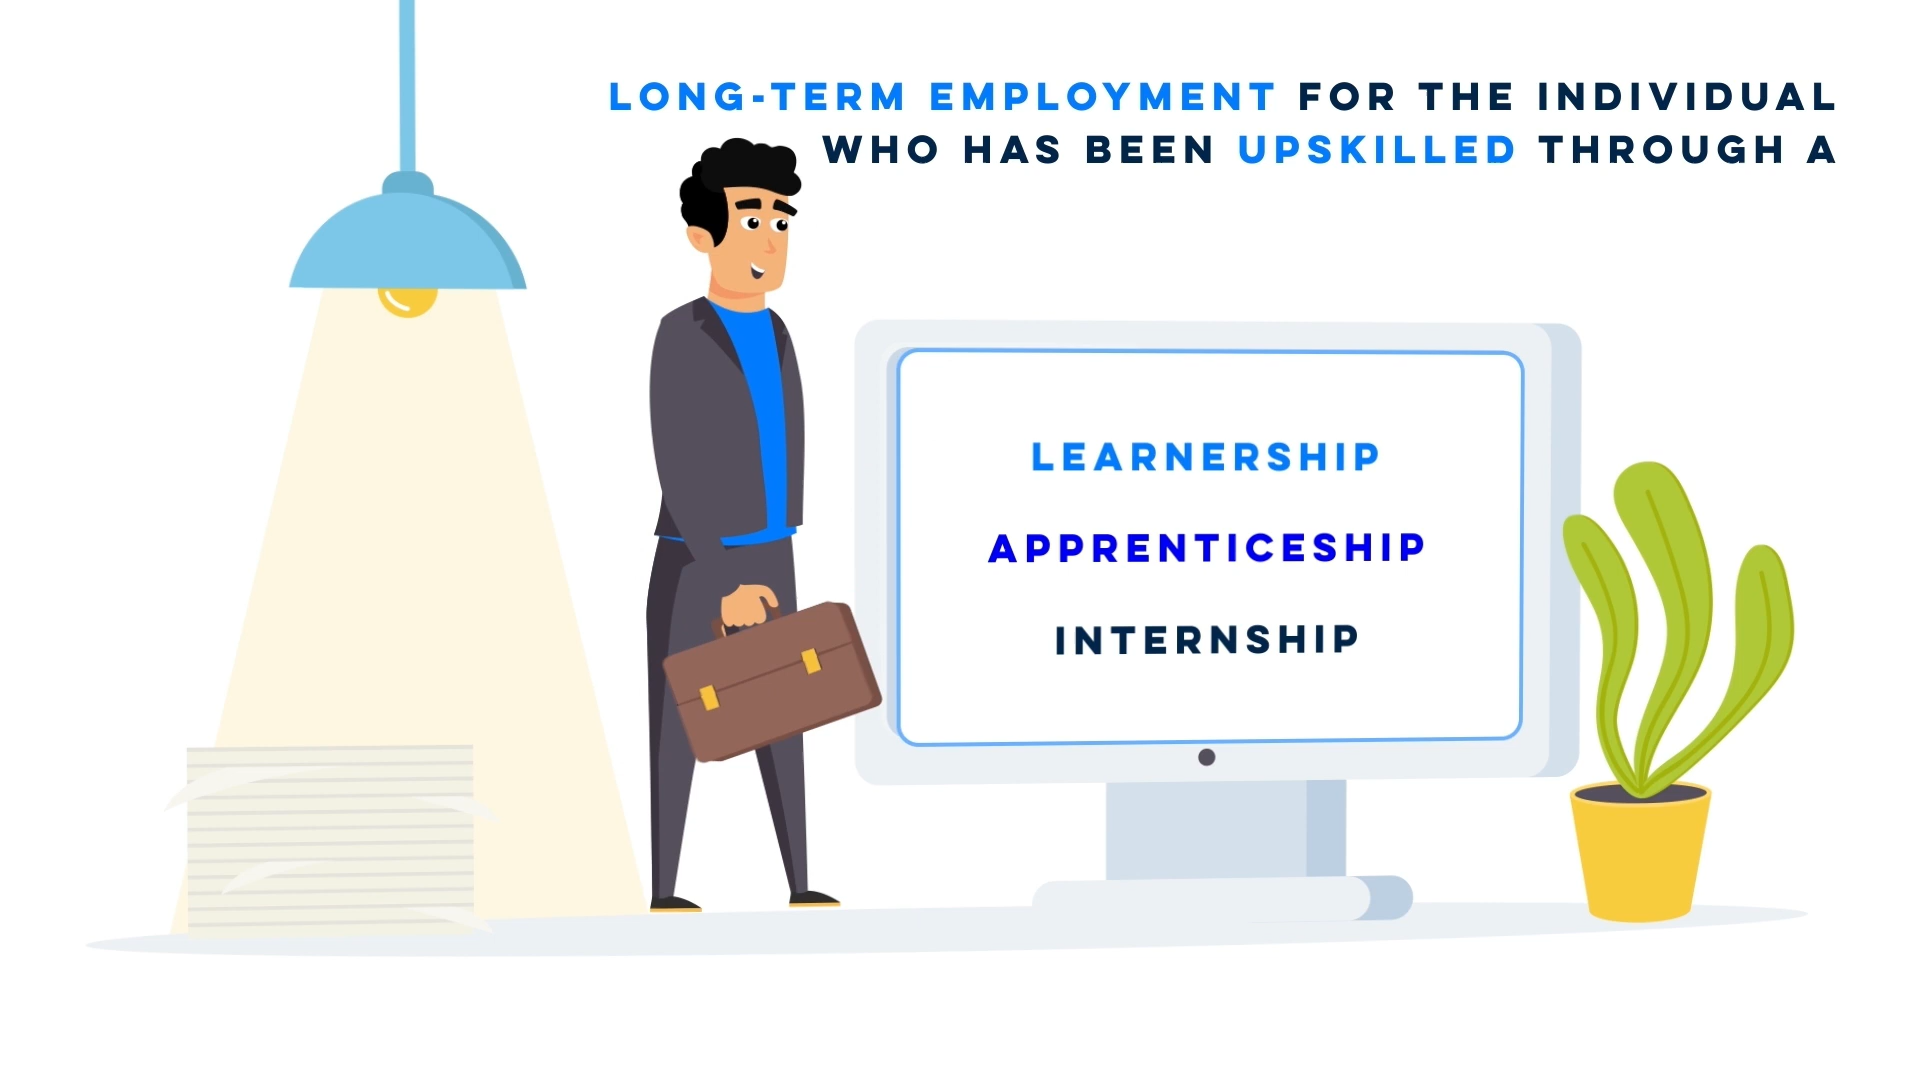 LONG-TERM EMPLOYMENT FOR THE INDIVIDUAL
WHO HAS BEEN UPSKILLED THROUGH A
LEARNERSHIP
APPRENTICESHIP
INTERNSHIP